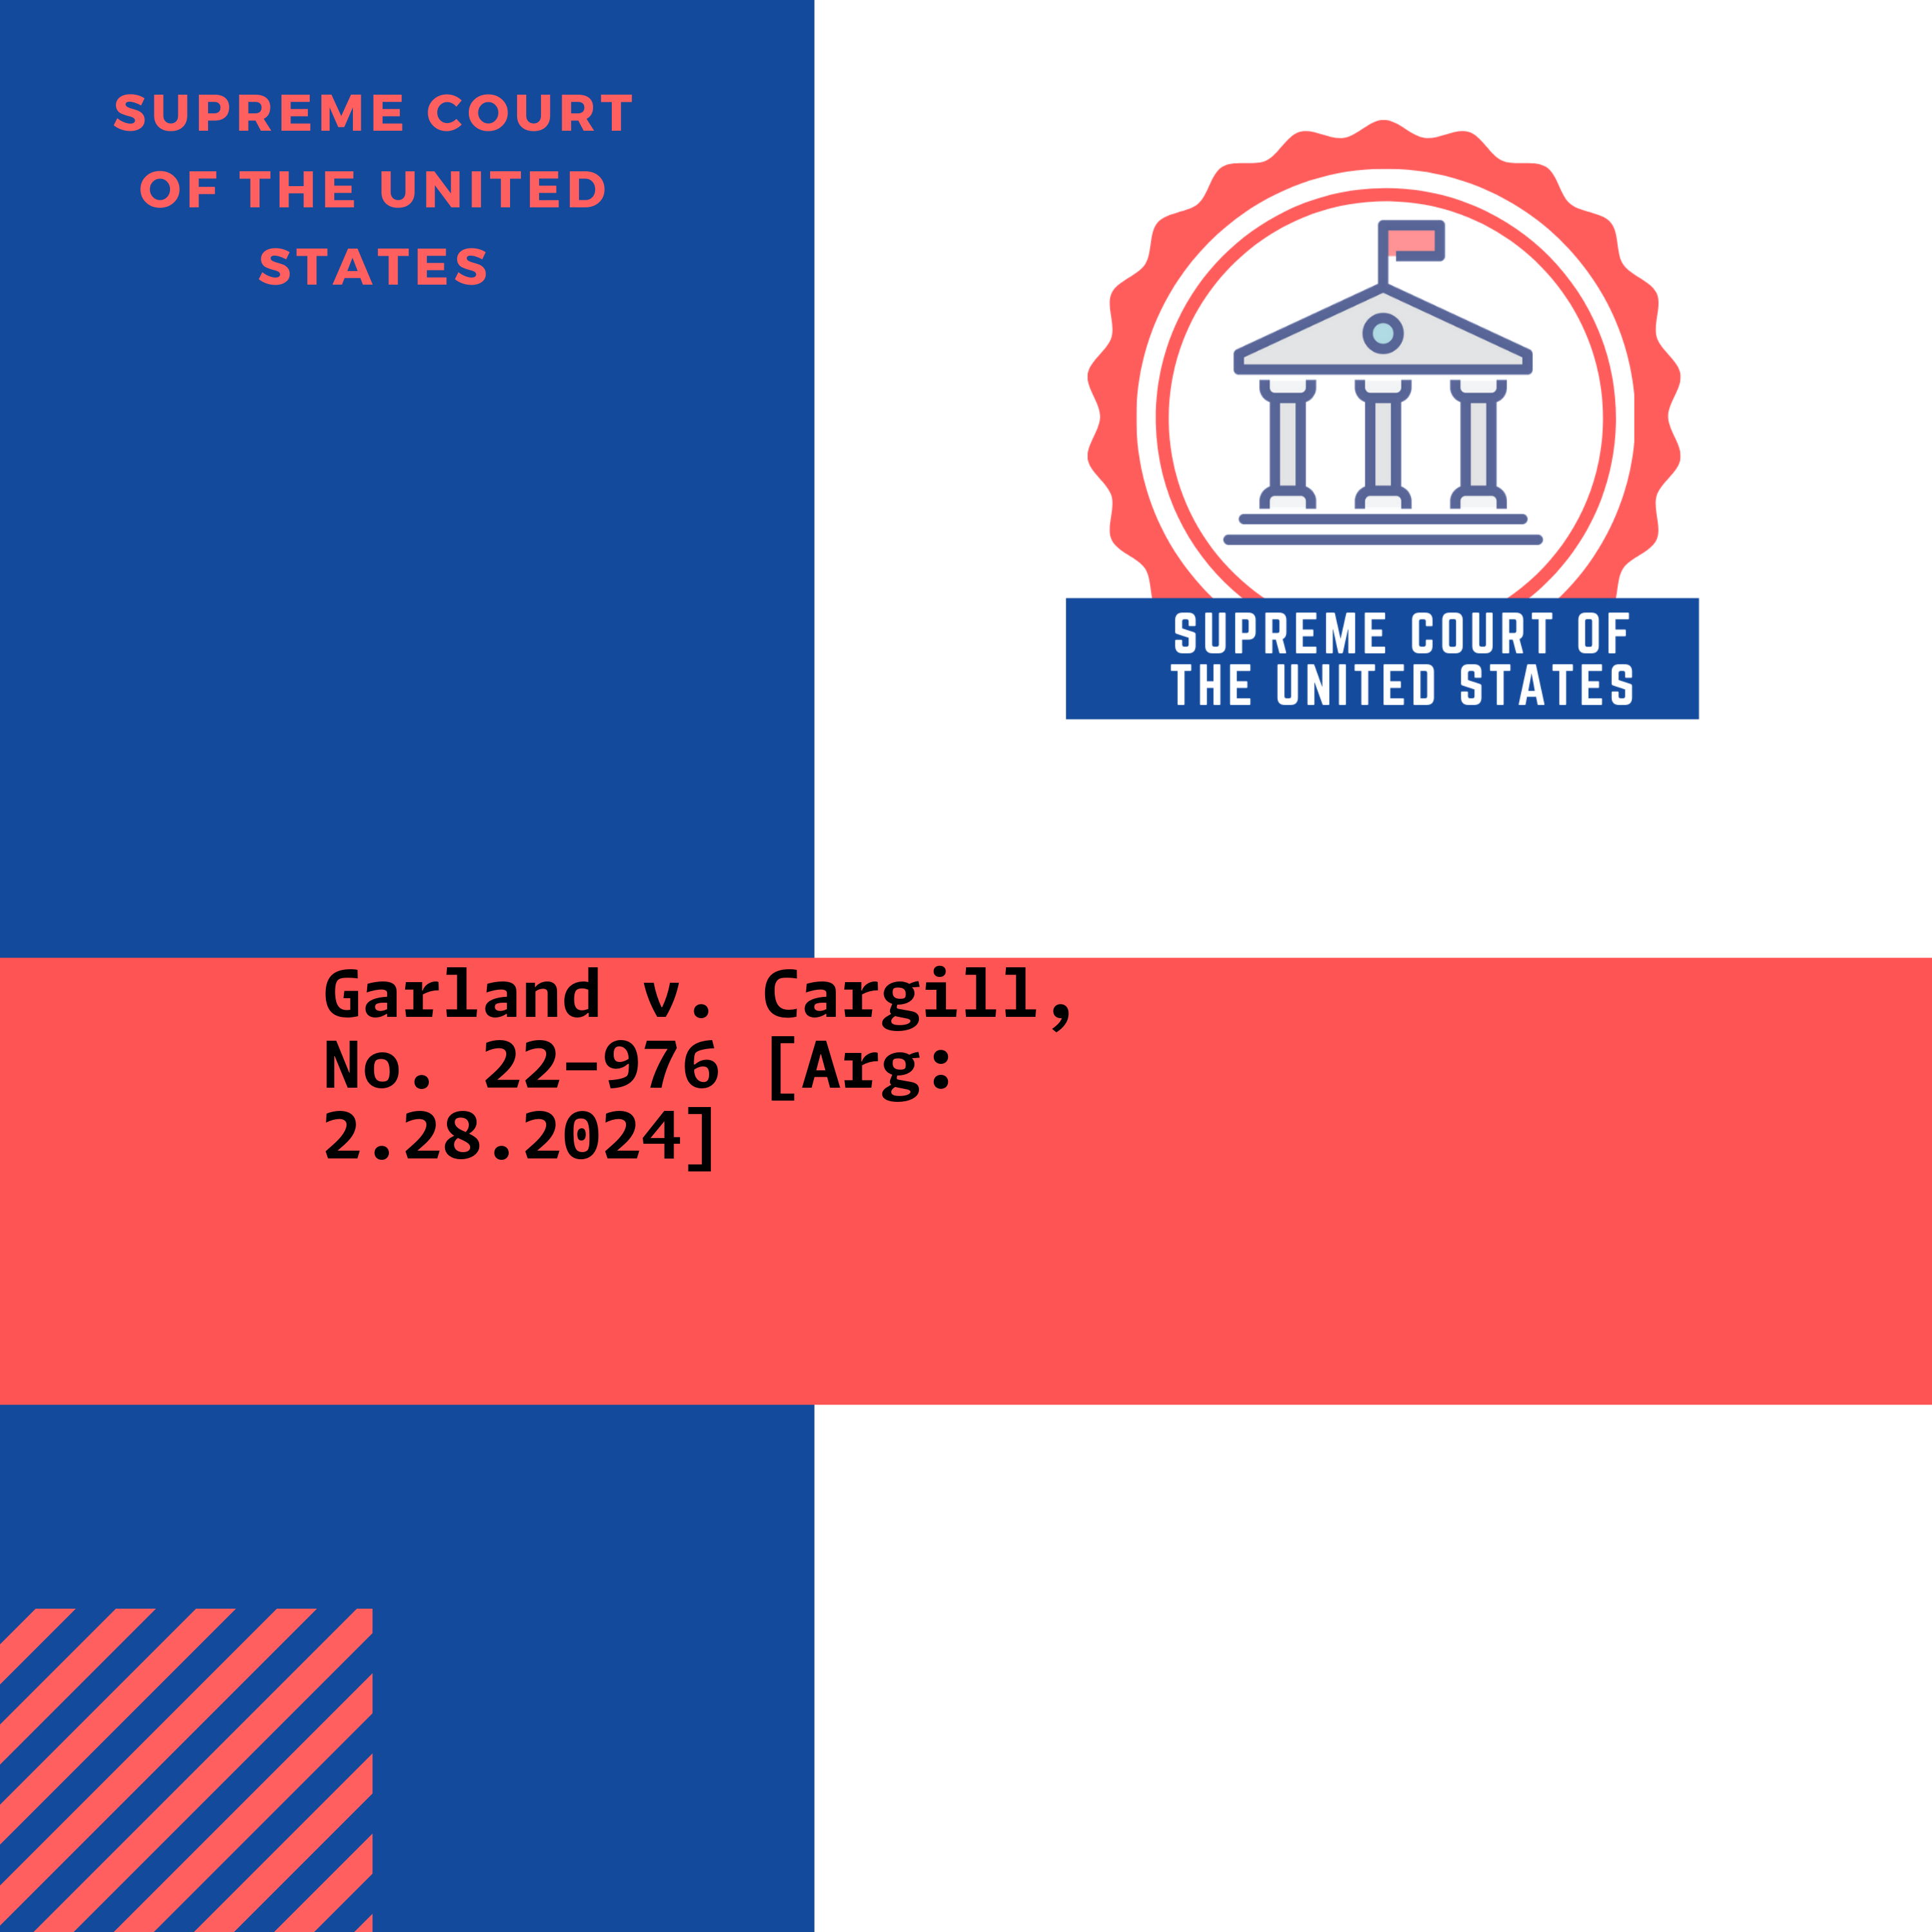 SUPREME COURT
OF THE UNITED
STATES
SUPREME COURT OF
THE UNITED STATES
Garland v. Cargill,
No. 22-976 [Arg:
2.28.2024]